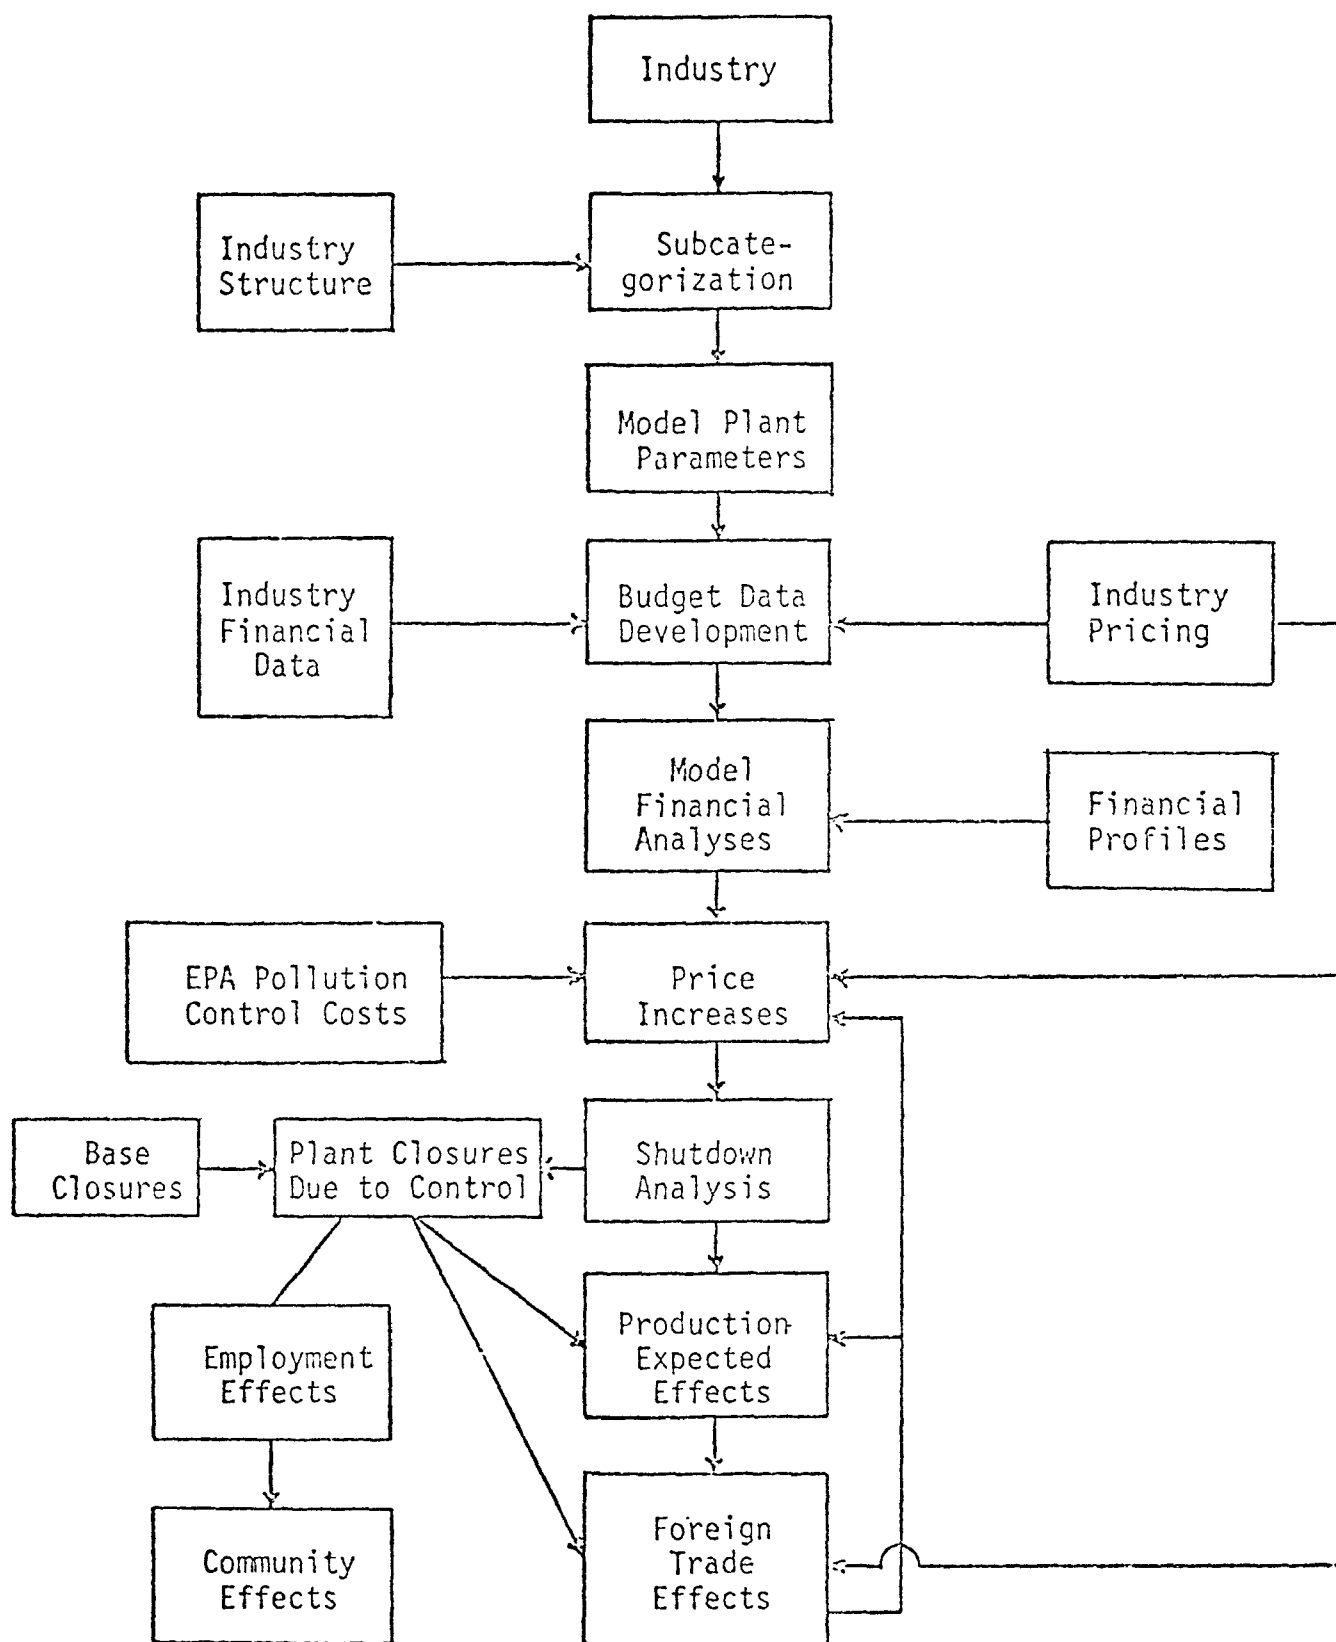 Industry
Industry
Structure
Subcate-
gorization
Model Plant
Parameters
Industry
Financial
Data
Budget Data
Development
Industry
Pricing
Model
Financial
Analyses
Financial
Profiles
EPA Pollution
Control Costs
Price
Increases
Base
Closures
Plant Closures
Due to Control
Shutdown
Analysis
Employment
Effects
Production-
Expected
Effects
Community
Effects
Foreign
Trade
Effects